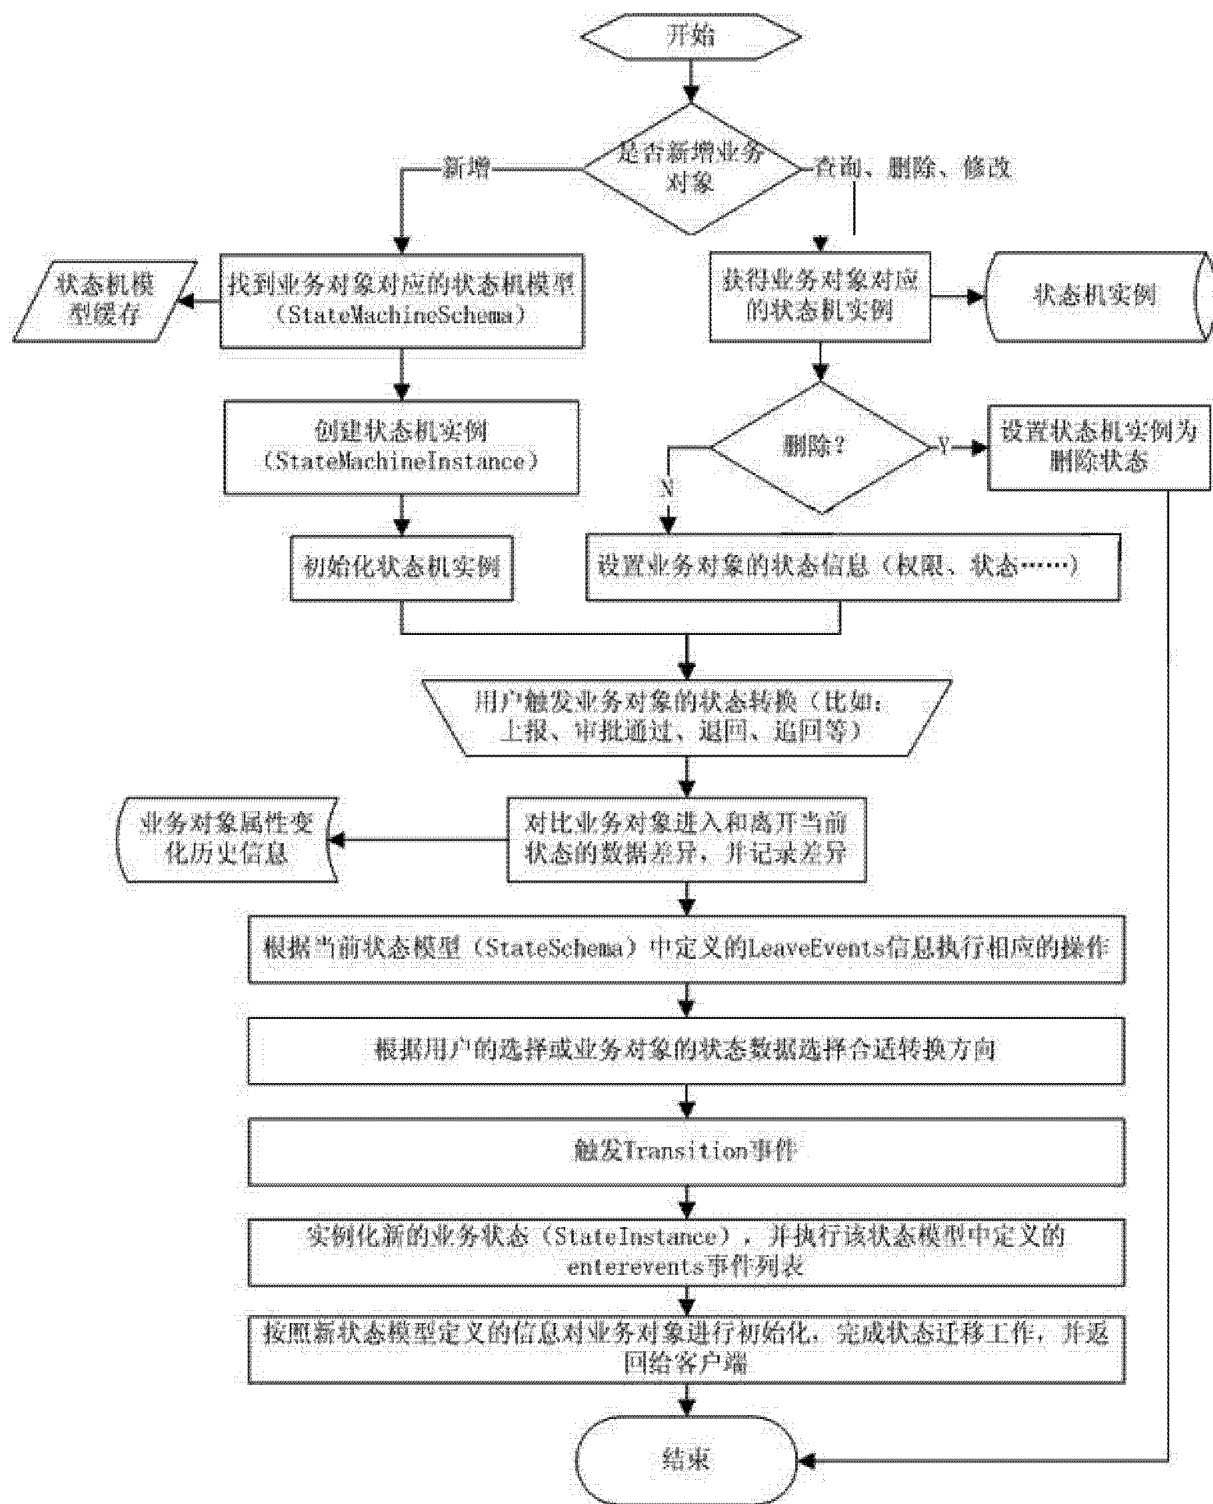 开始
是否新增业务
对象
新增
查询、删除、修改
状态机模
型缓存
找到业务对象对应的状态机模型
（StateMachineSchema）
获得业务对象对应
的状态机实例
状态机实例
创建状态机实例
（StateMachineInstance）
删除？
Y
设置状态机实例为
删除状态
N
初始化状态机实例
设置业务对象的状态信息（权限、状态……）
用户触发业务对象的状态转换（比如：
上报、审批通过、退回、追回等）
业务对象属性变
化历史信息
对比业务对象进入和离开当前
状态的数据差异，并记录差异
根据当前状态模型（StateSchema）中定义的LeaveEvents信息执行相应的操作
根据用户的选择或业务对象的状态数据选择合适转换方向
触发Transition事件
实例化新的业务状态（StateInstance），并执行该状态模型中定义的
enterevents事件列表
按照新状态模型定义的信息对业务对象进行初始化，完成状态迁移工作，并返
回给客户端
结束